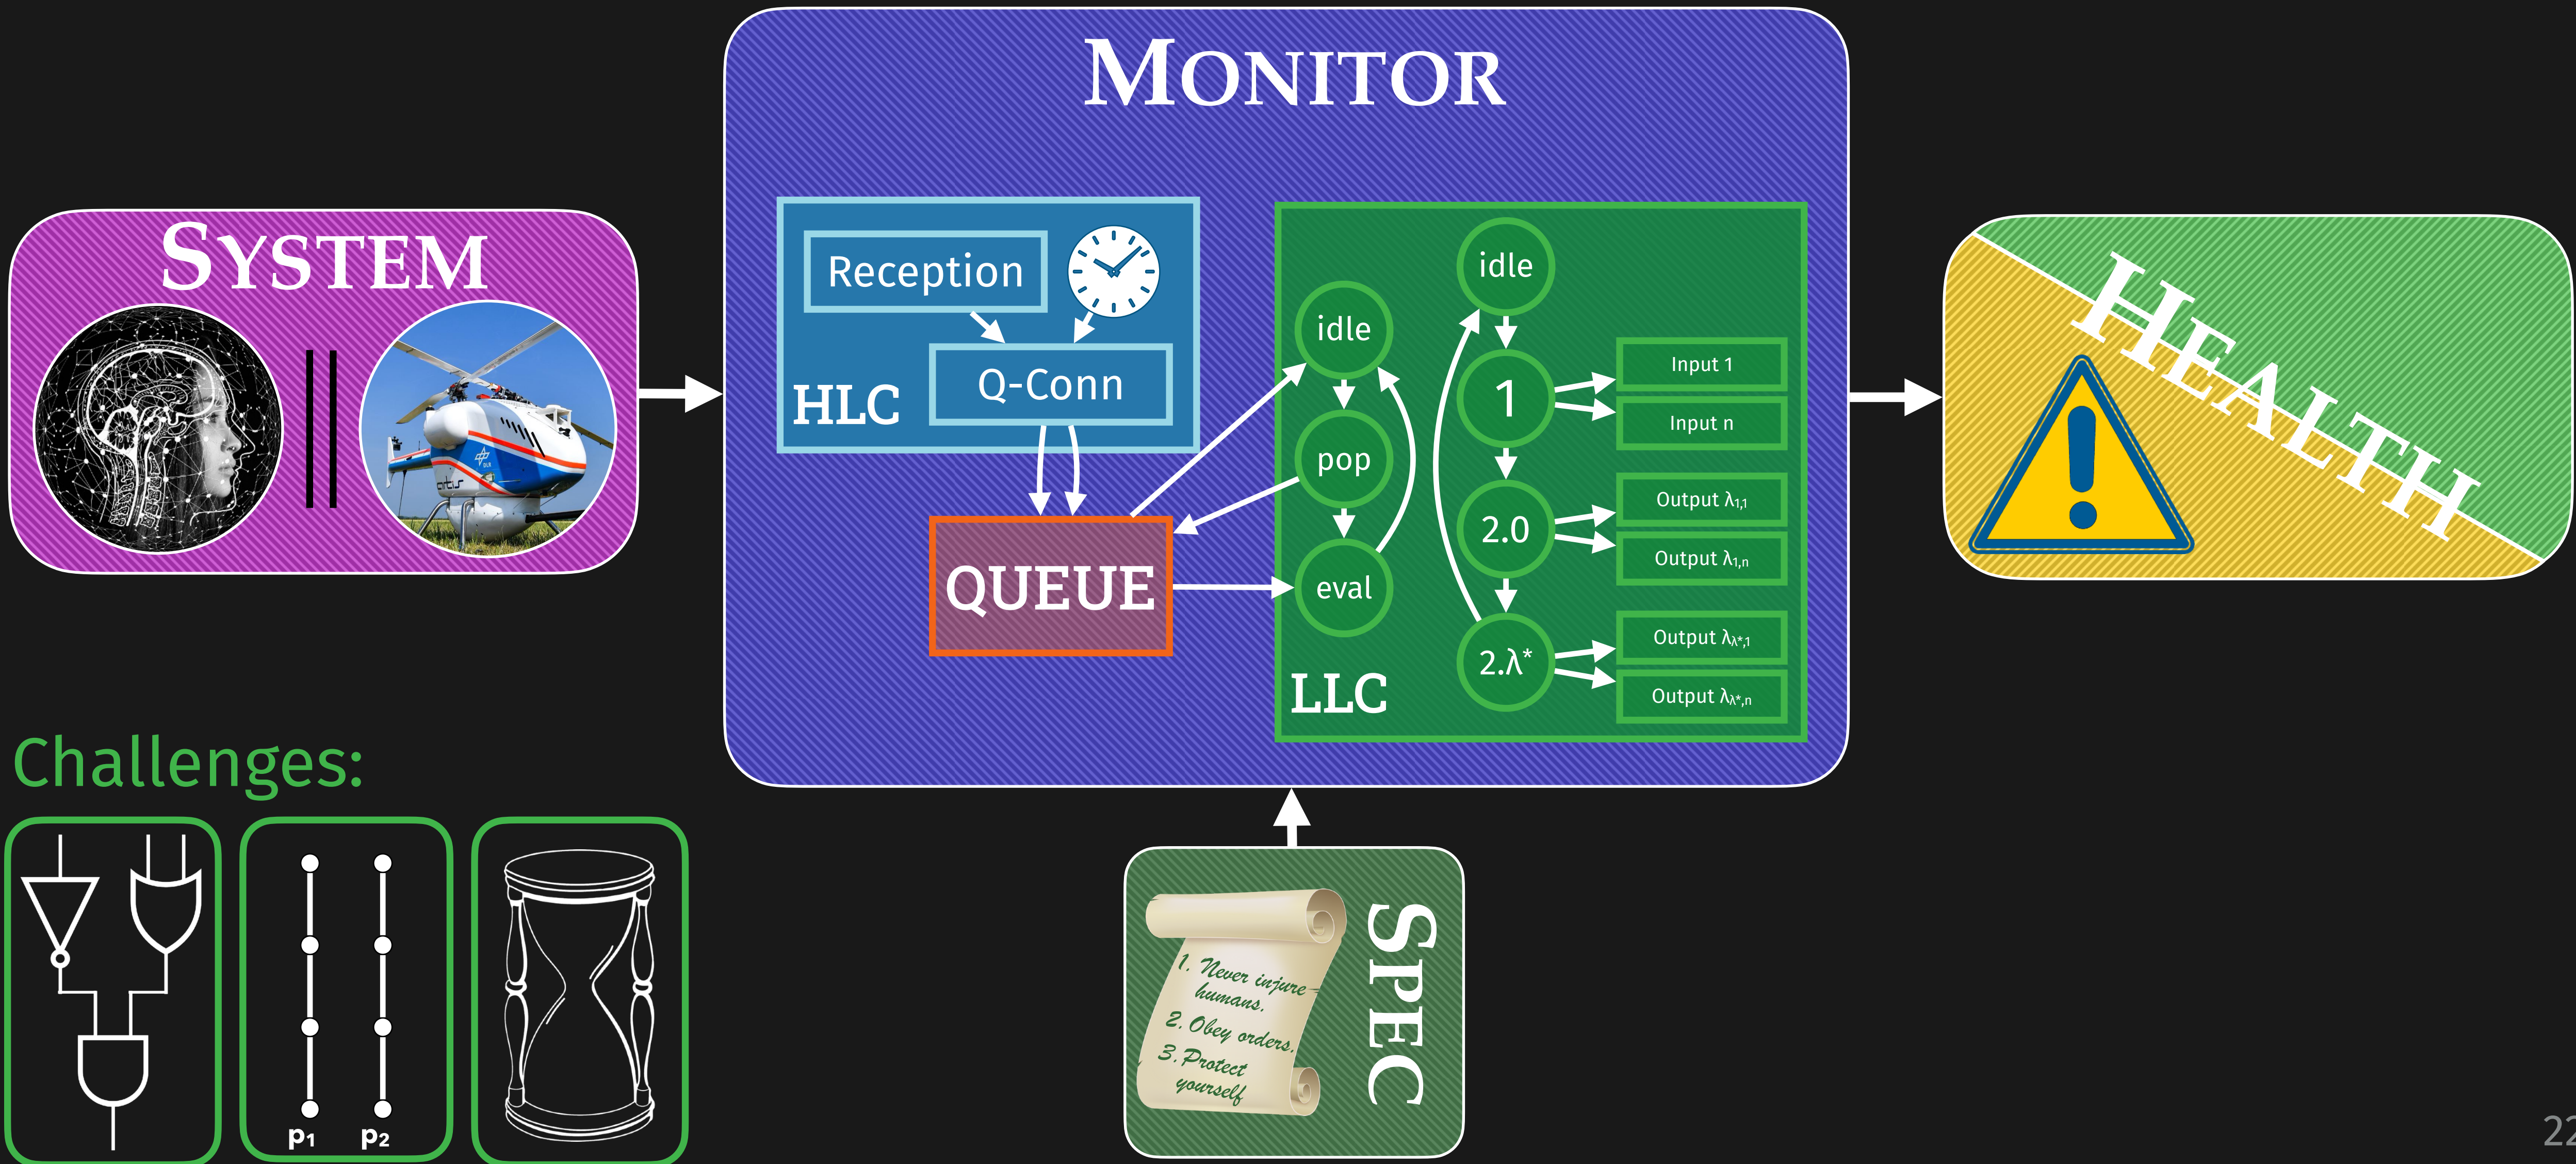 MONITOR
SYSTEM
DLR
artis
HLC
Reception
Q-Conn
QUEUE
LLC
idle
pop
eval
idle
1
2.0
2.λ*
Input 1
Input n
Output λ1,1
Output λ1,n
Output λλ*,1
Output λλ*,n
HEALTH
!
SPEC
1. Never injure
humans.
2. Obey orders.
3. Protect
yourself
Challenges:
p1 p2
22